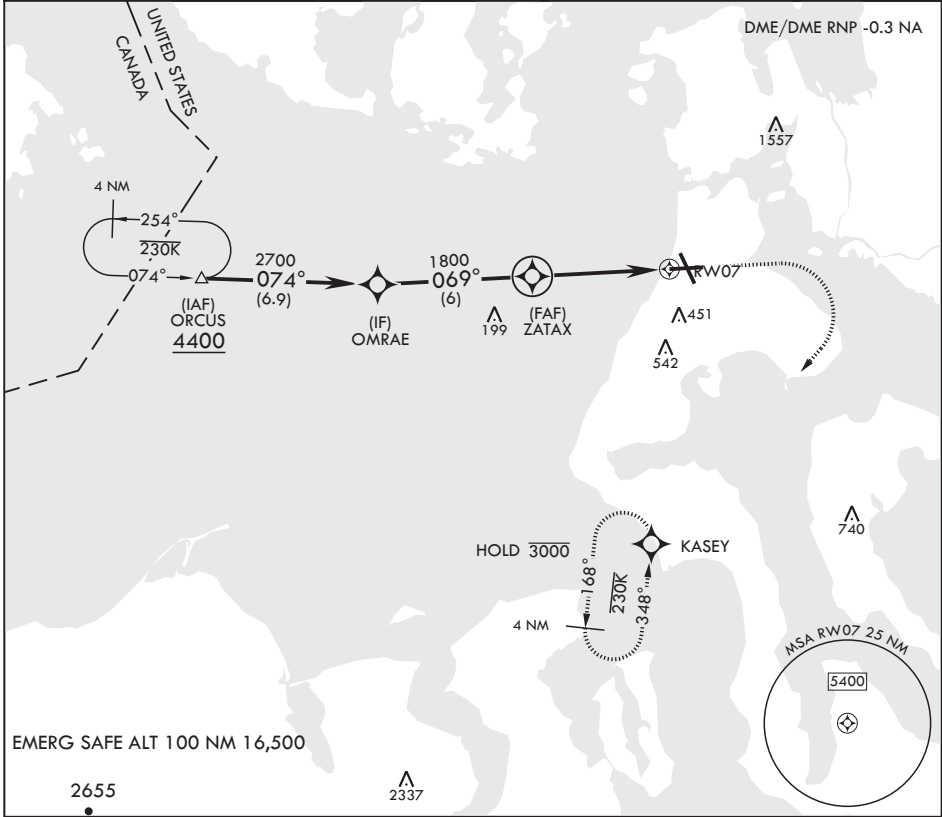 DME/DME RNP -0.3 NA
UNITED STATES
CANADA
1557
4 NM
254°
230K
074°
2700
074°
(6.9)
1800
069°
(6)
RW07
(IAF)
ORCUS
4400
(IF)
OMRAE
199
(FAF)
ZATAX
451
542
740
HOLD 3000
KASEY
168°
230K
348°
4 NM
MSA RW07 25 NM
5400
EMERG SAFE ALT 100 NM 16,500
2655
2337